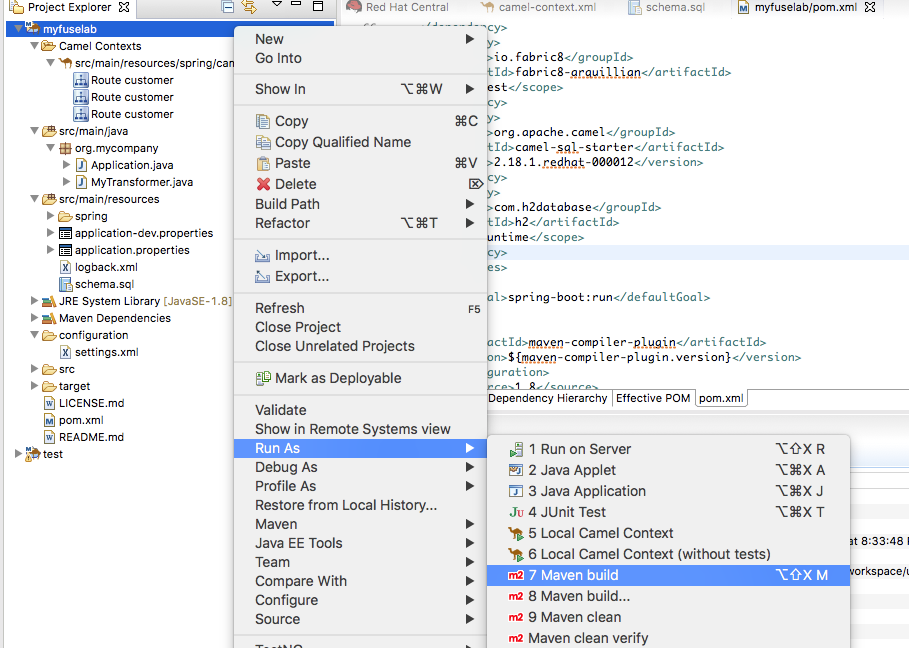 Project Explorer
myfuselab
Camel Contexts
src/main/resources/spring/cam
Route customer
Route customer
Route customer
src/main/java
org.mycompany
Application.java
MyTransformer.java
src/main/resources
spring
application-dev.properties
application.properties
logback.xml
schema.sql
JRE System Library [JavaSE-1.8]
Maven Dependencies
configuration
settings.xml
src
target
LICENSE.md
pom.xml
README.md
test
New
Go Into
Show In ⌥⌘W
Copy ⌘C
Copy Qualified Name
Paste ⌘V
Delete ⌦
Build Path
Refactor ⌥⌘T
Import...
Export...
Refresh F5
Close Project
Close Unrelated Projects
Mark as Deployable
Validate
Show in Remote Systems view
Run As
Debug As
Profile As
Restore from Local History...
Maven
Java EE Tools
Team
Compare With
Configure
Source
TestNG
Red Hat Central
camel-context.xml
schema.sql
myfuselab/pom.xml
66 </dependency>
y>
>io.fabric8</groupId>
tId>fabric8-arquillian</artifactId>
est</scope>
cy>
y>
>org.apache.camel</groupId>
tId>camel-sql-starter</artifactId>
>2.18.1.redhat-000012</version>
cy>
y>
>com.h2database</groupId>
tId>h2</artifactId>
untime</scope>
cy>
es>
al>spring-boot:run</defaultGoal>
actId>maven-compiler-plugin</artifactId>
on>${maven-compiler-plugin.version}</version>
guration>
rce>1.8</source>
Dependency Hierarchy
Effective POM
pom.xml
1 Run on Server ⌥⇧X R
2 Java Applet ⌥⌘X A
3 Java Application ⌥⌘X J
4 JUnit Test ⌥⌘X T
5 Local Camel Context
6 Local Camel Context (without tests)
7 Maven build ⌥⇧X M
8 Maven build...
9 Maven clean
Maven clean verify
at 8:33:48
workspace/u